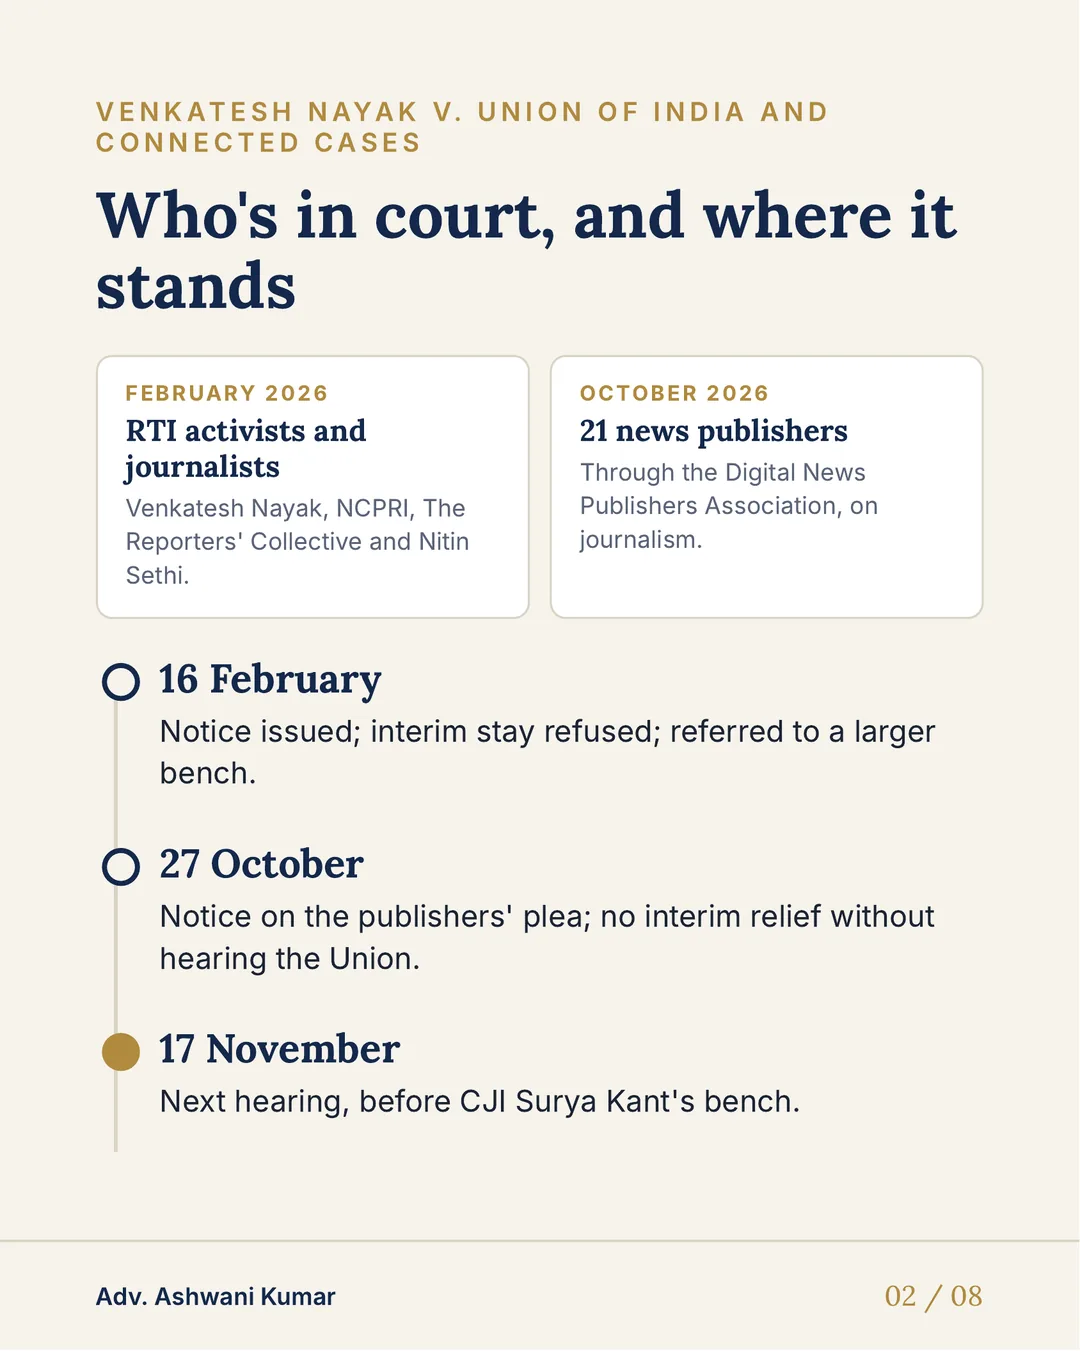 VENKATESH NAYAK V. UNION OF INDIA AND
CONNECTED CASES
Who's in court, and where it
stands
FEBRUARY 2026
RTI activists and
journalists
Venkatesh Nayak, NCPRI, The
Reporters' Collective and Nitin
Sethi.
OCTOBER 2026
21 news publishers
Through the Digital News
Publishers Association, on
journalism.
16 February
Notice issued; interim stay refused; referred to a larger
bench.
27 October
Notice on the publishers' plea; no interim relief without
hearing the Union.
17 November
Next hearing, before CJI Surya Kant's bench.
Adv. Ashwani Kumar
02 / 08